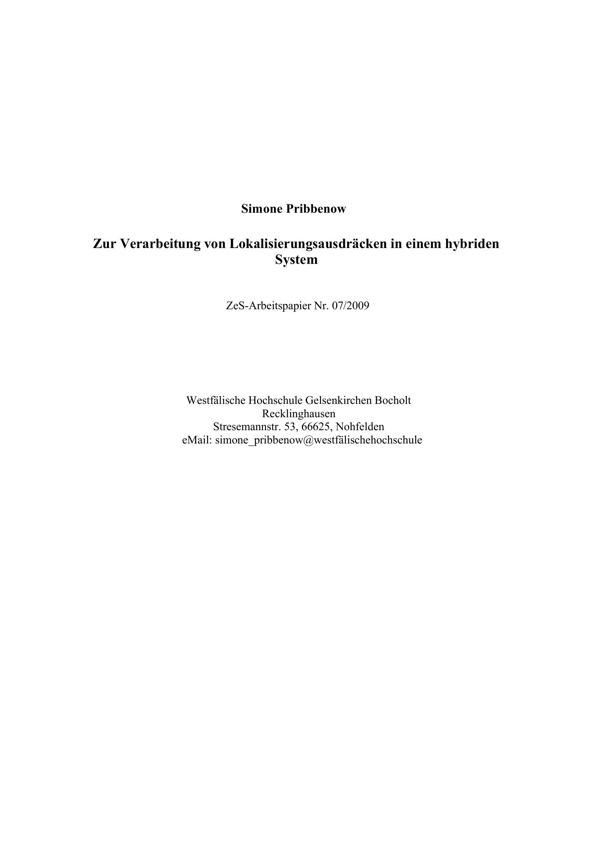 Simone Pribbenow
Zur Verarbeitung von Lokalisierungsausdräcken in einem hybriden
System
ZeS-Arbeitspapier Nr. 07/2009
Westfälische Hochschule Gelsenkirchen Bocholt
Recklinghausen
Stresemannstr. 53, 66625, Nohfelden
eMail: simone_pribbenow@westfälischehochschule